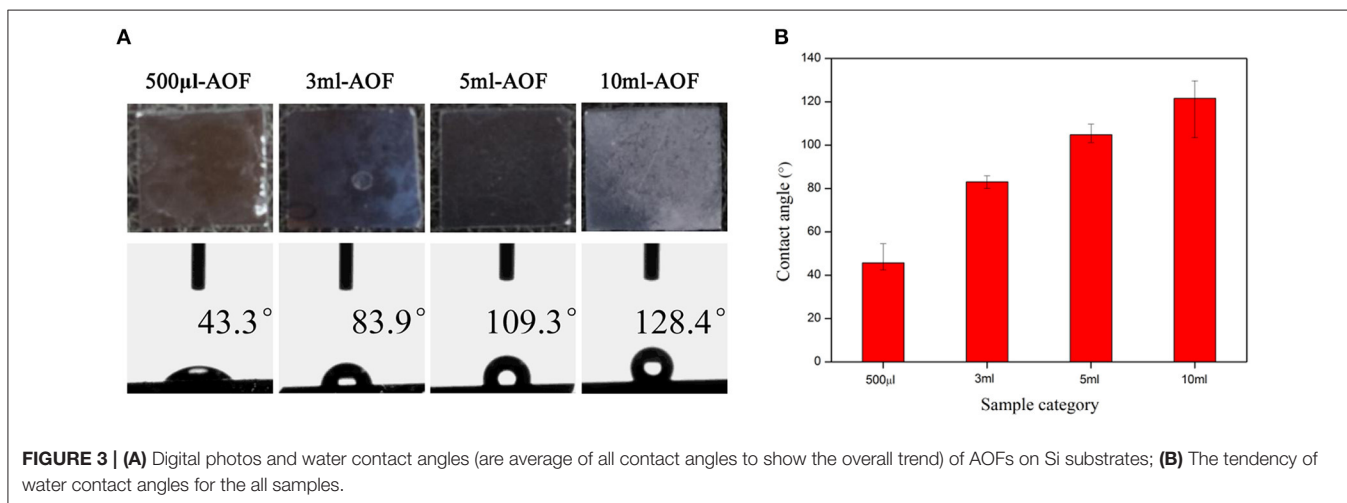 A
500µl-AOF 3ml-AOF 5ml-AOF 10ml-AOF
43.3° 83.9° 109.3° 128.4°
B
140
120
100
80
60
40
20
0
Contact angle (°)
500µl 3ml 5ml 10ml
Sample category
FIGURE 3 | (A) Digital photos and water contact angles (are average of all contact angles to show the overall trend) of AOFs on Si substrates; (B) The tendency of
water contact angles for the all samples.